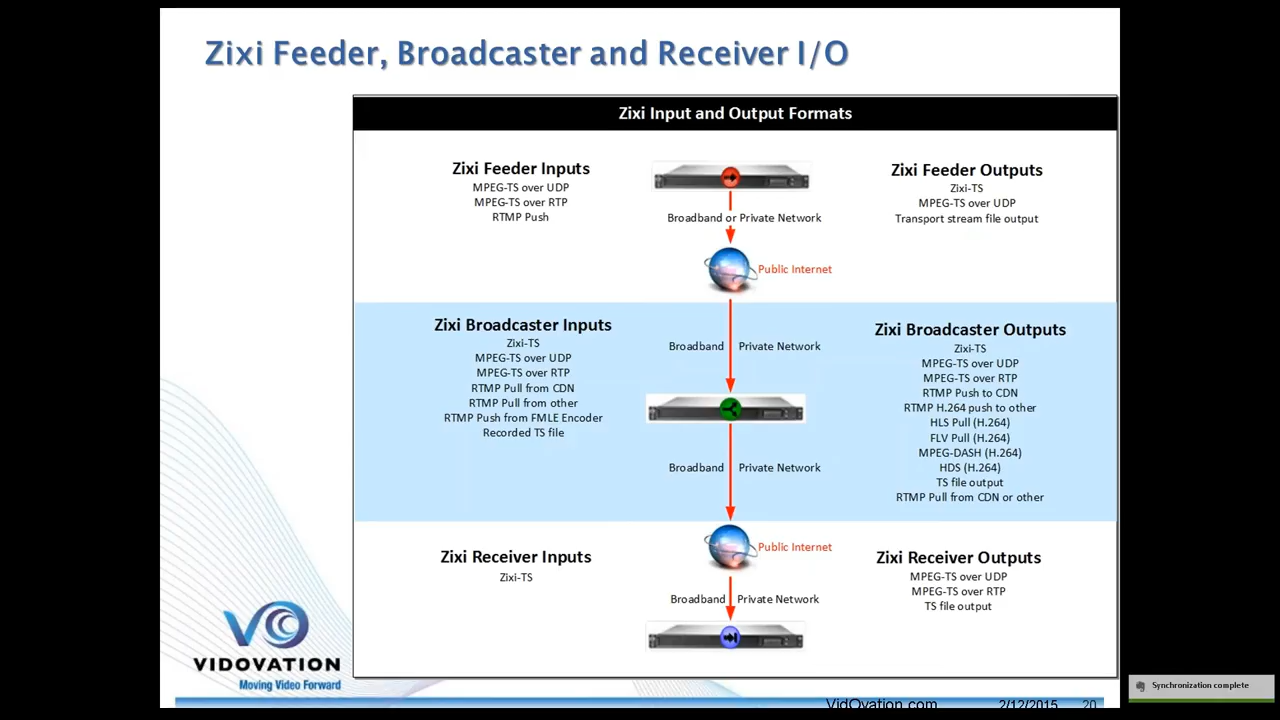 Zixi Feeder, Broadcaster and Receiver I/O
Zixi Input and Output Formats
Zixi Feeder Inputs
MPEG-TS over UDP
MPEG-TS over RTP
RTMP Push
Broadband or Private Network
Public Internet
Zixi Feeder Outputs
Zixi-TS
MPEG-TS over UDP
Transport stream file output
Zixi Broadcaster Inputs
Zixi-TS
MPEG-TS over UDP
MPEG-TS over RTP
RTMP Pull from CDN
RTMP Pull from other
RTMP Push from FMLE Encoder
Recorded TS file
Broadband Private Network
Broadband Private Network
Zixi Broadcaster Outputs
Zixi-TS
MPEG-TS over UDP
MPEG-TS over RTP
RTMP Push to CDN
RTMP H.264 push to other
HLS Pull (H.264)
FLV Pull (H.264)
MPEG-DASH (H.264)
HDS (H.264)
TS file output
RTMP Pull from CDN or other
Zixi Receiver Inputs
Zixi-TS
Public Internet
Broadband Private Network
Zixi Receiver Outputs
MPEG-TS over UDP
MPEG-TS over RTP
TS file output
VIDOVATION
Moving Video Forward
VidOvation.com 2/12/2015 20
Synchronization complete